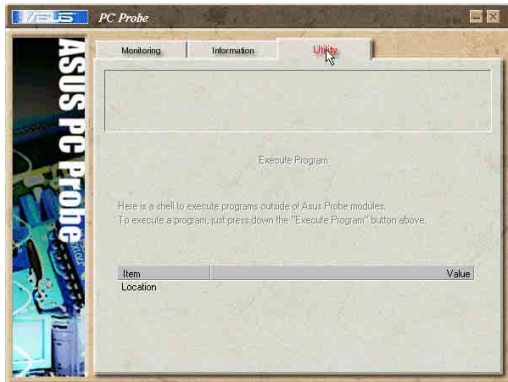 ASUS PC Probe
ASUS PC Probe
Monitoring Information Utility
Execute Program
Here is a shell to execute programs outside of Asus Probe modules.
To execute a program, just press down the "Execute Program" button above.
Item Value
Location